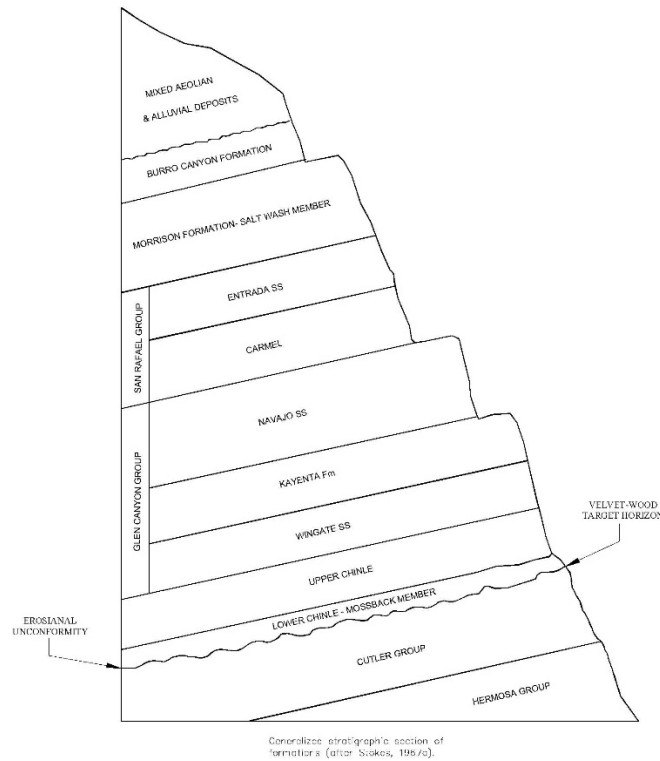 MIXED AEOLIAN
& ALLUVIAL DEPOSITS
BURRO CANYON FORMATION
MORRISON FORMATION- SALT WASH MEMBER
SAN RAFAEL GROUP
ENTRADA SS
CARMEL
GLEN CANYON GROUP
NAVAJO SS
KAYENTA Fm
WINGATE SS
VELVET-WOOD
TARGET HORIZON
UPPER CHINLE
LOWER CHINLE - MOSSBACK MEMBER
EROSIANAL
UNCONFORMITY
CUTLER GROUP
HERMOSA GROUP
Generalized stratigraphic section of
formations (after Stokes, 1967a).